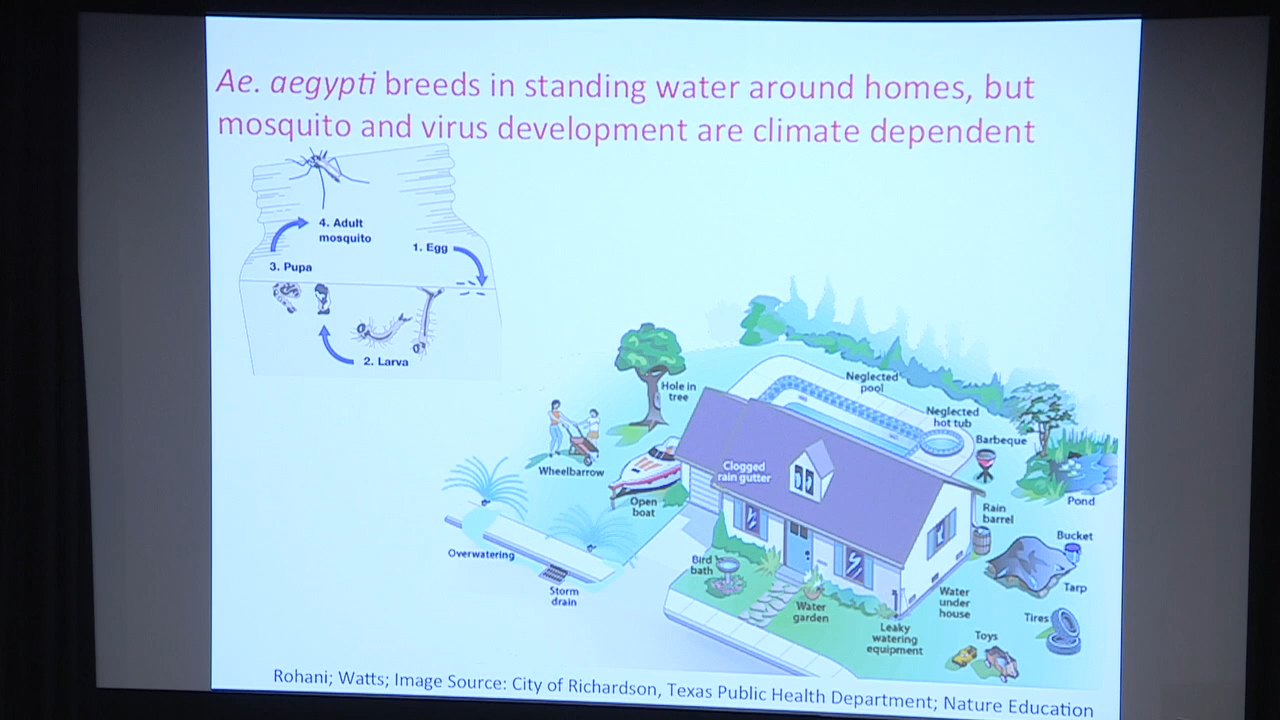 Ae. aegypti breeds in standing water around homes, but
mosquito and virus development are climate dependent
4. Adult
mosquito
1. Egg
3. Pupa
2. Larva
Hole in
tree
Neglected
pool
Neglected
hot tub
Barbeque
Wheelbarrow
Clogged
rain gutter
Open
boat
Pond
Rain
barrel
Bucket
Overwatering
Bird
bath
Tarp
Storm
drain
Water
garden
Water
under
house
Tires
Leaky
watering
equipment
Toys
Rohani; Watts; Image Source: City of Richardson, Texas Public Health Department; Nature Education